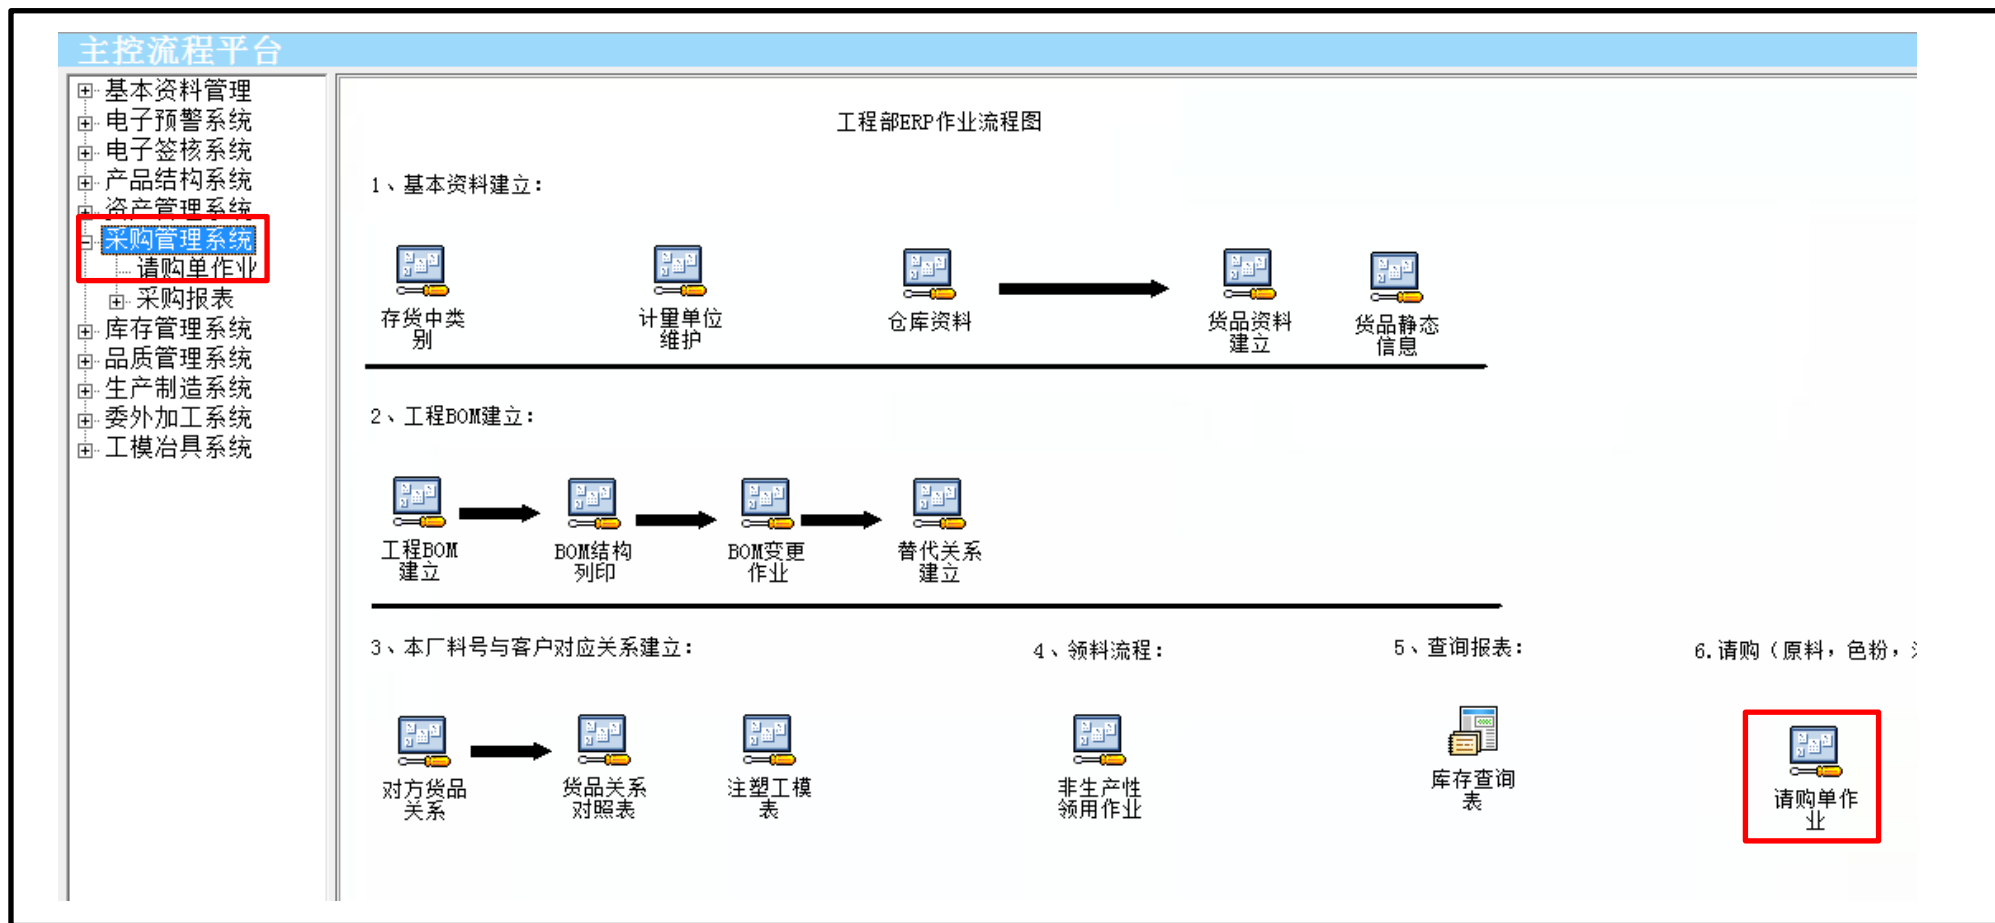 主控流程平台
基本资料管理
电子预警系统
电子签核系统
产品结构系统
资产管理系统
采购管理系统
请购单作业
采购报表
库存管理系统
品质管理系统
生产制造系统
委外加工系统
工模冶具系统
工程部ERP作业流程图
1、基本资料建立:
存货中类
别
计量单位
维护
仓库资料
货品资料
建立
货品静态
信息
2、工程BOM建立:
工程BOM
建立
BOM结构
列印
BOM变更
作业
替代关系
建立
3、本厂料号与客户对应关系建立:
4、领料流程:
5、查询报表:
6.请购（原料，色粉，
对方货品
关系
货品关系
对照表
注塑工模
表
非生产性
领用作业
库存查询
表
请购单作
业